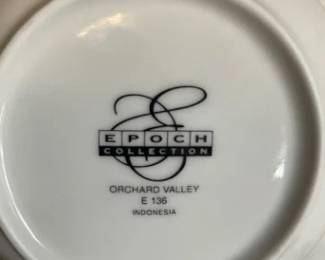 E
EPOCH
COLLECTION
ORCHARD VALLEY
E 136
INDONESIA